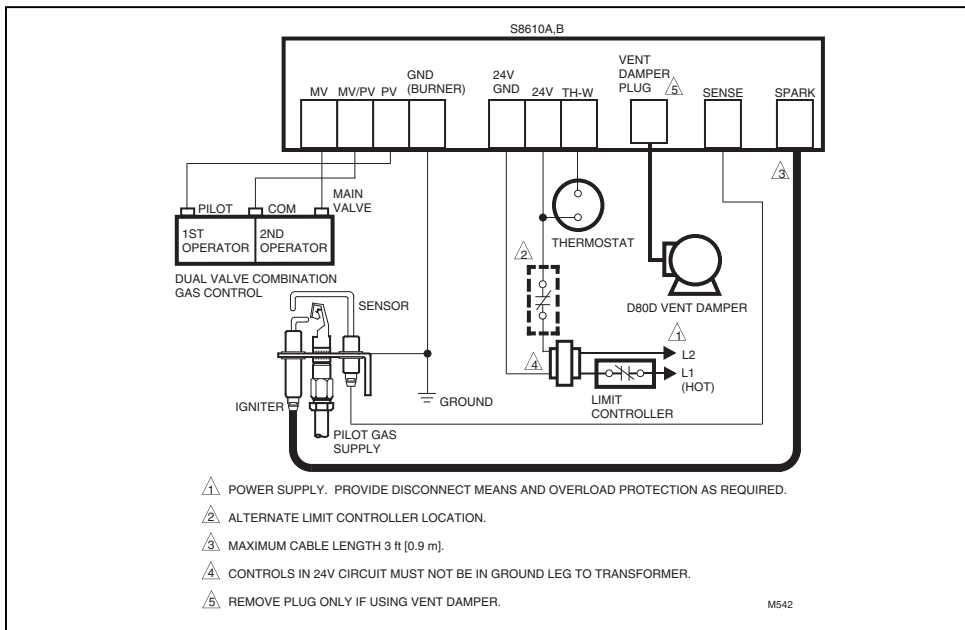 S8610A,B
MV
MV/PV
PV
GND
(BURNER)
24V
GND
24V
TH-W
VENT
DAMPER
PLUG
5
SENSE
SPARK
3
PILOT
COM
MAIN
VALVE
1ST
OPERATOR
2ND
OPERATOR
DUAL VALVE COMBINATION
GAS CONTROL
THERMOSTAT
2
SENSOR
D80D VENT DAMPER
1
L2
4
L1
(HOT)
LIMIT
CONTROLLER
GROUND
IGNITER
PILOT GAS
SUPPLY
1 POWER SUPPLY. PROVIDE DISCONNECT MEANS AND OVERLOAD PROTECTION AS REQUIRED.
2 ALTERNATE LIMIT CONTROLLER LOCATION.
3 MAXIMUM CABLE LENGTH 3 ft [0.9 m].
4 CONTROLS IN 24V CIRCUIT MUST NOT BE IN GROUND LEG TO TRANSFORMER.
5 REMOVE PLUG ONLY IF USING VENT DAMPER.
M542